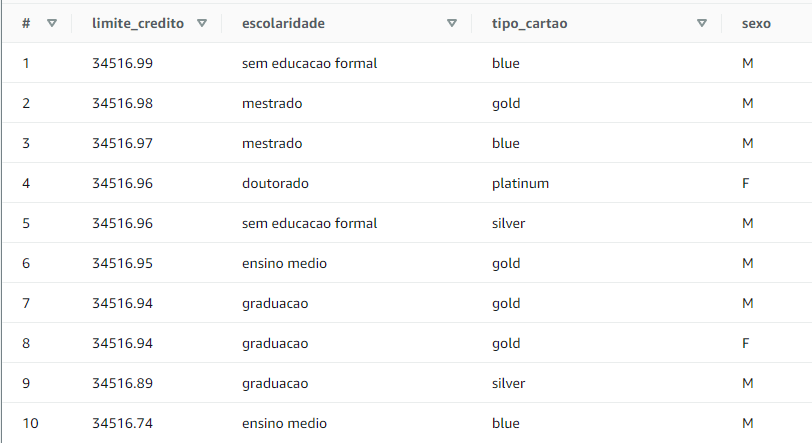 # limite_credito escolaridade tipo_cartao sexo
1 34516.99 sem educacao formal blue M
2 34516.98 mestrado gold M
3 34516.97 mestrado blue M
4 34516.96 doutorado platinum F
5 34516.96 sem educacao formal silver M
6 34516.95 ensino medio gold M
7 34516.94 graduacao gold M
8 34516.94 graduacao gold F
9 34516.89 graduacao silver M
10 34516.74 ensino medio blue M